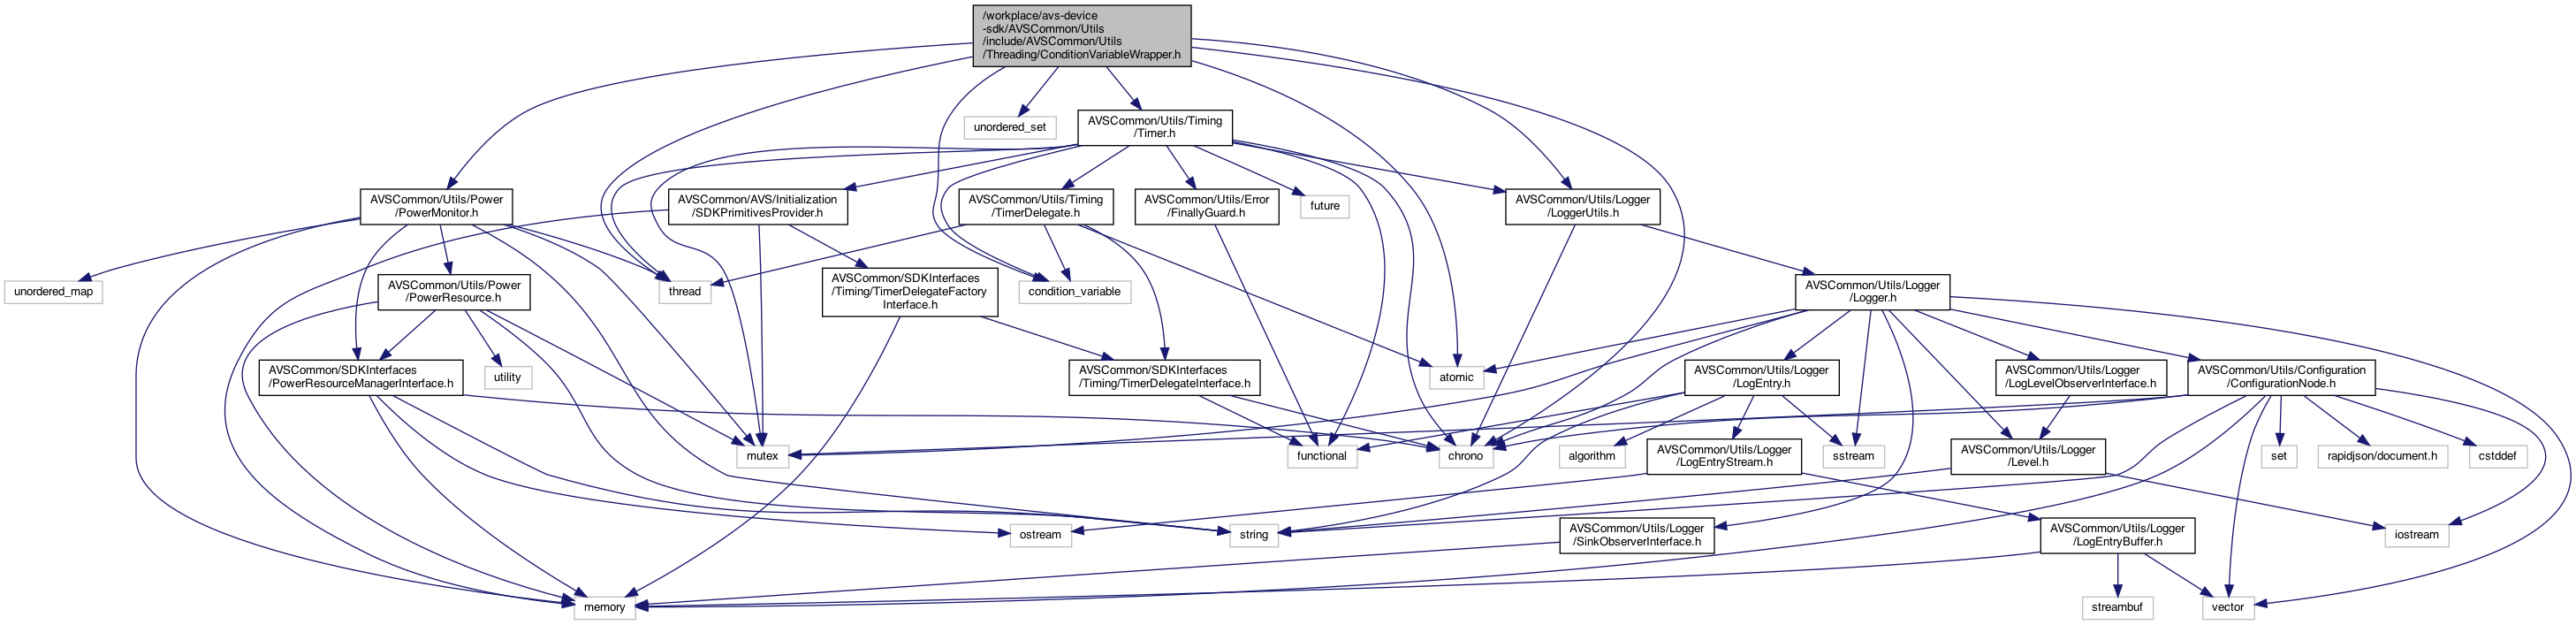 /workplace/avs-device
-sdk/AVSCommon/Utils
/include/AVSCommon/Utils
/Threading/ConditionVariableWrapper.h
unordered_set
AVSCommon/Utils/Timing
/Timer.h
AVSCommon/Utils/Power
/PowerMonitor.h
AVSCommon/AVS/Initialization
/SDKPrimitivesProvider.h
AVSCommon/Utils/Timing
/TimerDelegate.h
AVSCommon/Utils/Error
/FinallyGuard.h
future
AVSCommon/Utils/Logger
/LoggerUtils.h
unordered_map
AVSCommon/Utils/Power
/PowerResource.h
thread
AVSCommon/SDKInterfaces
/Timing/TimerDelegateFactory
Interface.h
condition_variable
AVSCommon/Utils/Logger
/Logger.h
AVSCommon/SDKInterfaces
/PowerResourceManagerInterface.h
utility
AVSCommon/SDKInterfaces
/Timing/TimerDelegateInterface.h
atomic
AVSCommon/Utils/Logger
/LogEntry.h
AVSCommon/Utils/Logger
/LogLevelObserverInterface.h
AVSCommon/Utils/Configuration
/ConfigurationNode.h
mutex
functional
chrono
algorithm
AVSCommon/Utils/Logger
/LogEntryStream.h
sstream
AVSCommon/Utils/Logger
/Level.h
set
rapidjson/document.h
cstddef
ostream
string
AVSCommon/Utils/Logger
/SinkObserverInterface.h
AVSCommon/Utils/Logger
/LogEntryBuffer.h
iostream
memory
streambuf
vector